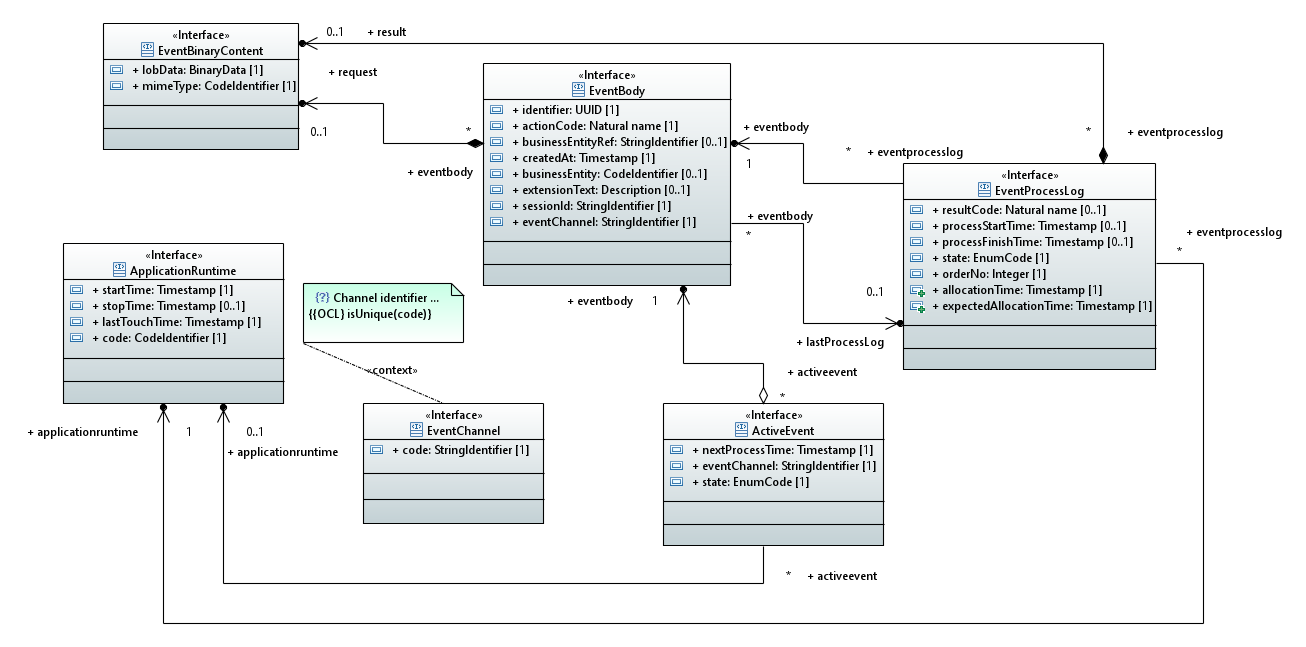 «Interface»
EventBinaryContent
+ lobData: BinaryData [1]
+ mimeType: CodeIdentifier [1]
0..1
+ result
+ request
0..1
*
+ eventbody
«Interface»
EventBody
+ identifier: UUID [1]
+ actionCode: Natural name [1]
+ businessEntityRef: StringIdentifier [0..1]
+ createdAt: Timestamp [1]
+ businessEntity: CodeIdentifier [0..1]
+ extensionText: Description [0..1]
+ sessionId: StringIdentifier [1]
+ eventChannel: StringIdentifier [1]
+ eventbody
1
*
+ eventprocesslog
*
+ eventprocesslog
+ eventbody
*
0..1
+ lastProcessLog
«Interface»
EventProcessLog
+ resultCode: Natural name [0..1]
+ processStartTime: Timestamp [0..1]
+ processFinishTime: Timestamp [0..1]
+ state: EnumCode [1]
+ orderNo: Integer [1]
+ allocationTime: Timestamp [1]
+ expectedAllocationTime: Timestamp [1]
+ eventprocesslog
*
«Interface»
ApplicationRuntime
+ startTime: Timestamp [1]
+ stopTime: Timestamp [0..1]
+ lastTouchTime: Timestamp [1]
+ code: CodeIdentifier [1]
+ applicationruntime
1
0..1
+ applicationruntime
{?} Channel identifier ...
{{OCL} isUnique(code)}
«context»
«Interface»
EventChannel
+ code: StringIdentifier [1]
+ eventbody
1
+ activeevent
*
«Interface»
ActiveEvent
+ nextProcessTime: Timestamp [1]
+ eventChannel: StringIdentifier [1]
+ state: EnumCode [1]
*
+ activeevent